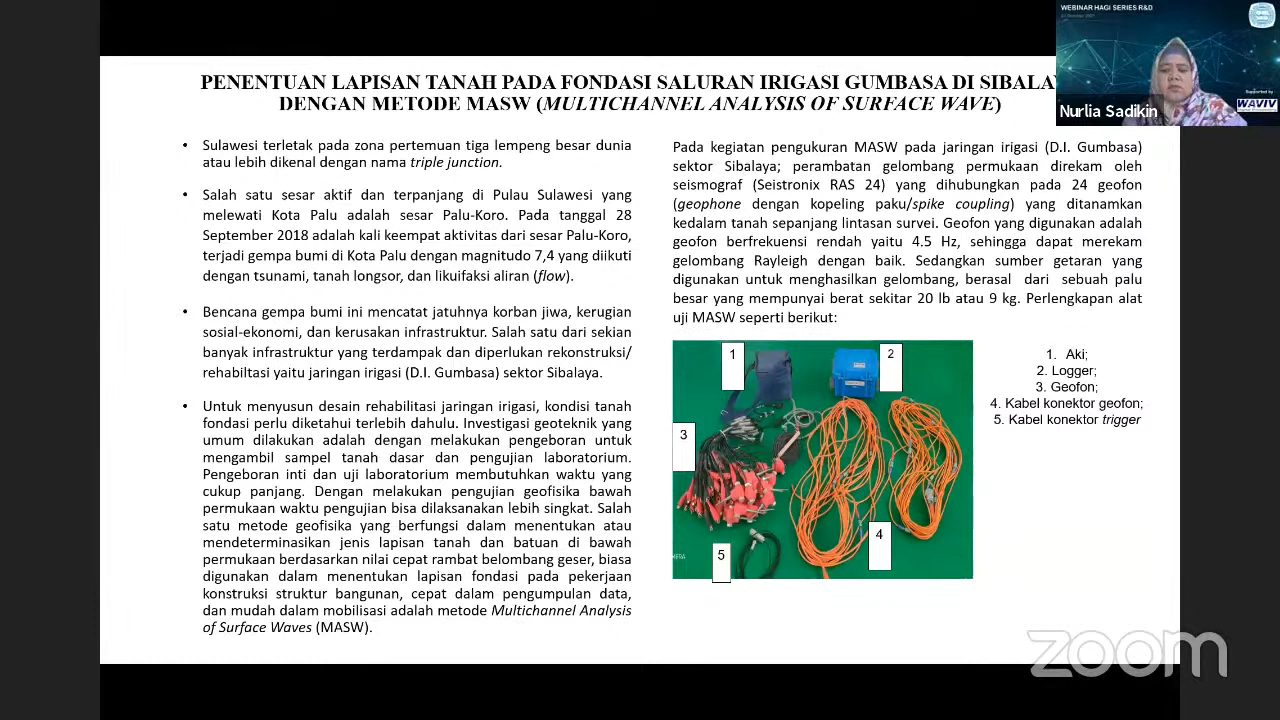 WEBINAR HAGI SERIES R&D
PENENTUAN LAPISAN TANAH PADA FONDASI SALURAN IRIGASI GUMBASA DI SIBALAY
DENGAN METODE MASW (MULTICHANNEL ANALYSIS OF SURFACE WAVE)
Supported by
WAVIV
Nurlia Sadikin
• Sulawesi terletak pada zona pertemuan tiga lempeng besar dunia
atau lebih dikenal dengan nama triple junction.
• Salah satu sesar aktif dan terpanjang di Pulau Sulawesi yang
melewati Kota Palu adalah sesar Palu-Koro. Pada tanggal 28
September 2018 adalah kali keempat aktivitas dari sesar Palu-Koro,
terjadi gempa bumi di Kota Palu dengan magnitudo 7,4 yang diikuti
dengan tsunami, tanah longsor, dan likuifaksi aliran (flow).
• Bencana gempa bumi ini mencatat jatuhnya korban jiwa, kerugian
sosial-ekonomi, dan kerusakan infrastruktur. Salah satu dari sekian
banyak infrastruktur yang terdampak dan diperlukan rekonstruksi/
rehabiltasi yaitu jaringan irigasi (D.I. Gumbasa) sektor Sibalaya.
• Untuk menyusun desain rehabilitasi jaringan irigasi, kondisi tanah
fondasi perlu diketahui terlebih dahulu. Investigasi geoteknik yang
umum dilakukan adalah dengan melakukan pengeboran untuk
mengambil sampel tanah dasar dan pengujian laboratorium.
Pengeboran inti dan uji laboratorium membutuhkan waktu yang
cukup panjang. Dengan melakukan pengujian geofisika bawah
permukaan waktu pengujian bisa dilaksanakan lebih singkat. Salah
satu metode geofisika yang berfungsi dalam menentukan atau
mendeterminasikan jenis lapisan tanah dan batuan di bawah
permukaan berdasarkan nilai cepat rambat belombang geser, biasa
digunakan dalam menentukan lapisan fondasi pada pekerjaan
konstruksi struktur bangunan, cepat dalam pengumpulan data,
dan mudah dalam mobilisasi adalah metode Multichannel Analysis
of Surface Waves (MASW).
Pada kegiatan pengukuran MASW pada jaringan irigasi (D.I. Gumbasa)
sektor Sibalaya; perambatan gelombang permukaan direkam oleh
seismograf (Seistronix RAS 24) yang dihubungkan pada 24 geofon
(geophone dengan kopeling paku/spike coupling) yang ditanamkan
kedalam tanah sepanjang lintasan survei. Geofon yang digunakan adalah
geofon berfrekuensi rendah yaitu 4.5 Hz, sehingga dapat merekam
gelombang Rayleigh dengan baik. Sedangkan sumber getaran yang
digunakan untuk menghasilkan gelombang, berasal dari sebuah palu
besar yang mempunyai berat sekitar 20 lb atau 9 kg. Perlengkapan alat
uji MASW seperti berikut:
1
2
3
4
5
1. Aki;
2. Logger;
3. Geofon;
4. Kabel konektor geofon;
5. Kabel konektor trigger
zoom